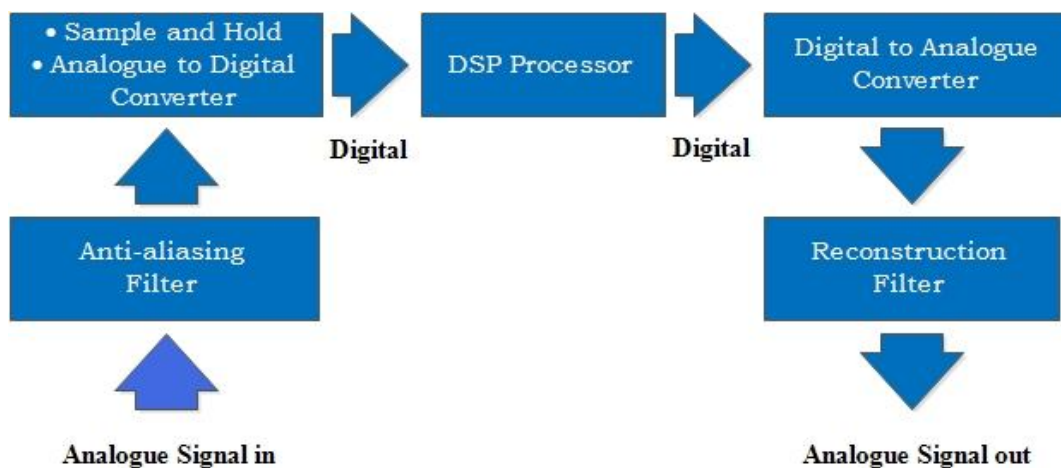 • Sample and Hold
• Analogue to Digital
Converter
DSP Processor
Digital to Analogue
Converter
Digital
Digital
Anti-aliasing
Filter
Reconstruction
Filter
Analogue Signal in
Analogue Signal out